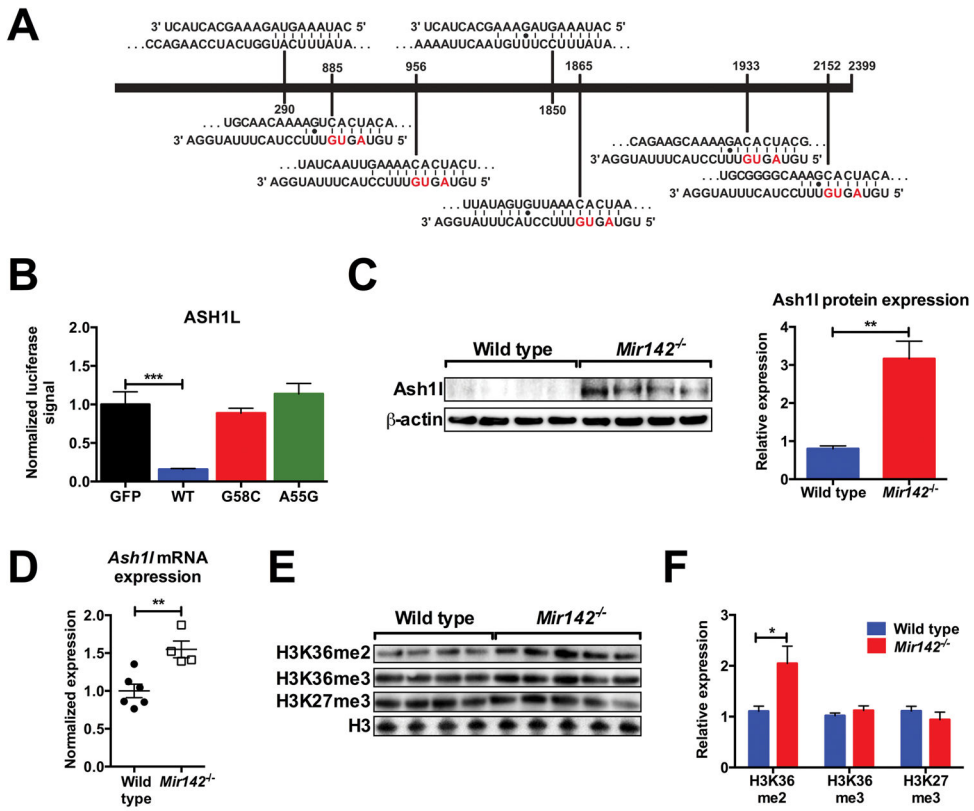 A
3' UCAUCACGAAAGAUGAAAUAC 5'
...CCAGAACCUACUGGUACUUUAUA...
3' UCAUCACGAAAGAUGAAAUAC 5'
...AAAAUUCAAUGUUUCCUUUAUA...
885
956
1865
1933
2152
2399
290
1850
...UGCAACAAAAGUCACUACA...
3' AGGUAUUUCAUCCUUUGUGAUGU 5'
...UAUCAAUUGAAAACACUACU...
3' AGGUAUUUCAUCCUUUGUGAUGU 5'
...UUAUAGUGUUAAACACUAA...
3' AGGUAUUUCAUCCUUUGUGAUGU 5'
...CAGAAGCAAAAGACACUACG...
3' AGGUAUUUCAUCCUUUGUGAUGU 5'
...UGCGGGGCAAAGCACUACA...
3' AGGUAUUUCAUCCUUUGUGAUGU 5'
B
ASH1L
Normalized luciferase
signal
2.0
1.5
1.0
0.5
0.0
***
GFP
WT
G58C
A55G
C
Wild type
Mir142-/-
Ash1l
β-actin
Ash1l protein expression
Relative expression
4
3
2
1
0
**
Wild type
Mir142-/-
D
Ash1l mRNA
expression
Normalized expression
2.0
1.5
1.0
0.5
0.0
**
Wild
type
Mir142-/-
E
Wild type
Mir142-/-
H3K36me2
H3K36me3
H3K27me3
H3
F
Relative expression
3
2
1
0
*
Wild type
Mir142-/-
H3K36
me2
H3K36
me3
H3K27
me3